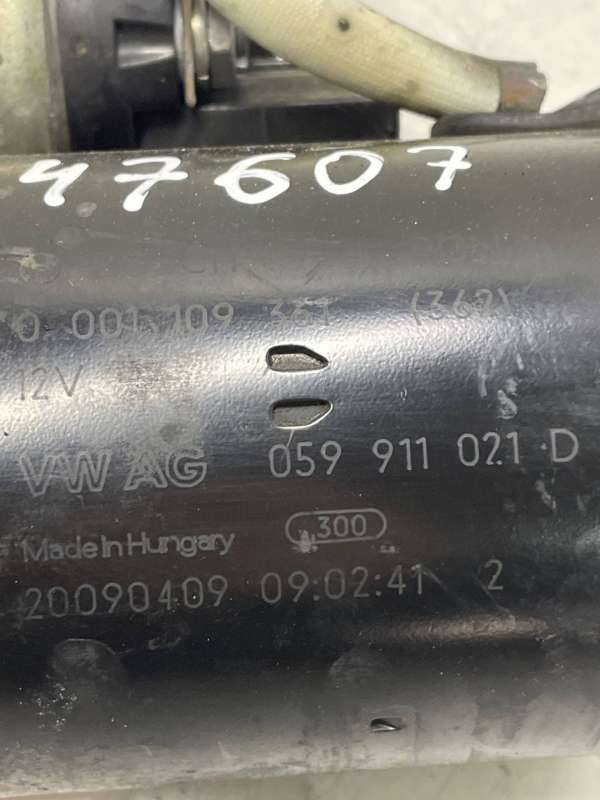 47607
0 001 109 361 (362)
12V
VW AG 059 911 021 D
Made in Hungary 300
20090409 09:02:41 2